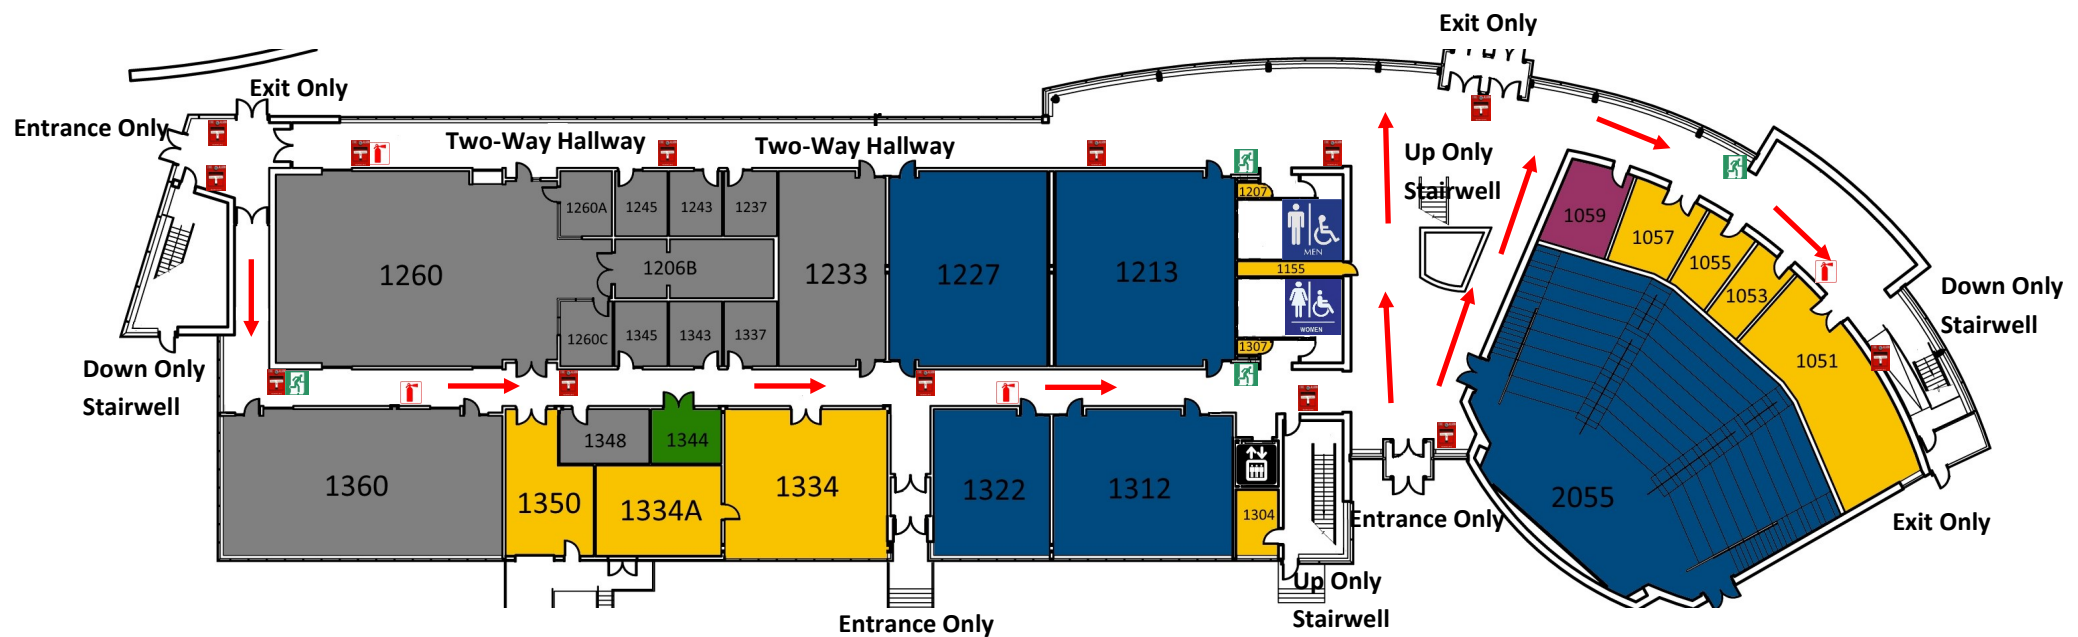 Exit Only
Exit Only
Entrance Only
Two-Way Hallway
Two-Way Hallway
Up Only
Stairwell
1260A
1245
1243
1237
1207
1059
1057
1055
1053
1051
MEN
1260
1206B
1233
1227
1213
1155
WOMEN
1260C
1345
1343
1337
1307
Down Only
Stairwell
Down Only
Stairwell
1360
1350
1348
1344
1334A
1334
1322
1312
1304
2055
Entrance Only
Exit Only
Up Only
Stairwell
Entrance Only